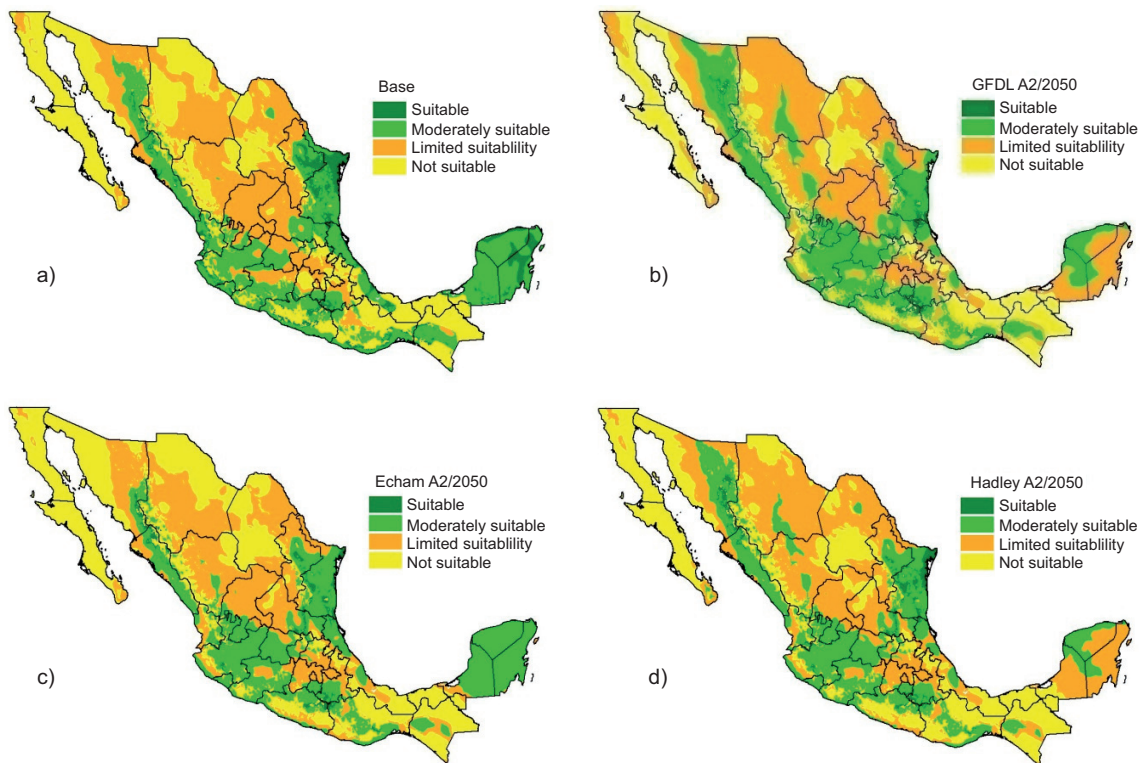 Base
Suitable
Moderately suitable
Limited suitablility
Not suitable
a)
GFDL A2/2050
Suitable
Moderately suitable
Limited suitablility
Not suitable
b)
Echam A2/2050
Suitable
Moderately suitable
Limited suitablility
Not suitable
c)
Hadley A2/2050
Suitable
Moderately suitable
Limited suitablility
Not suitable
d)